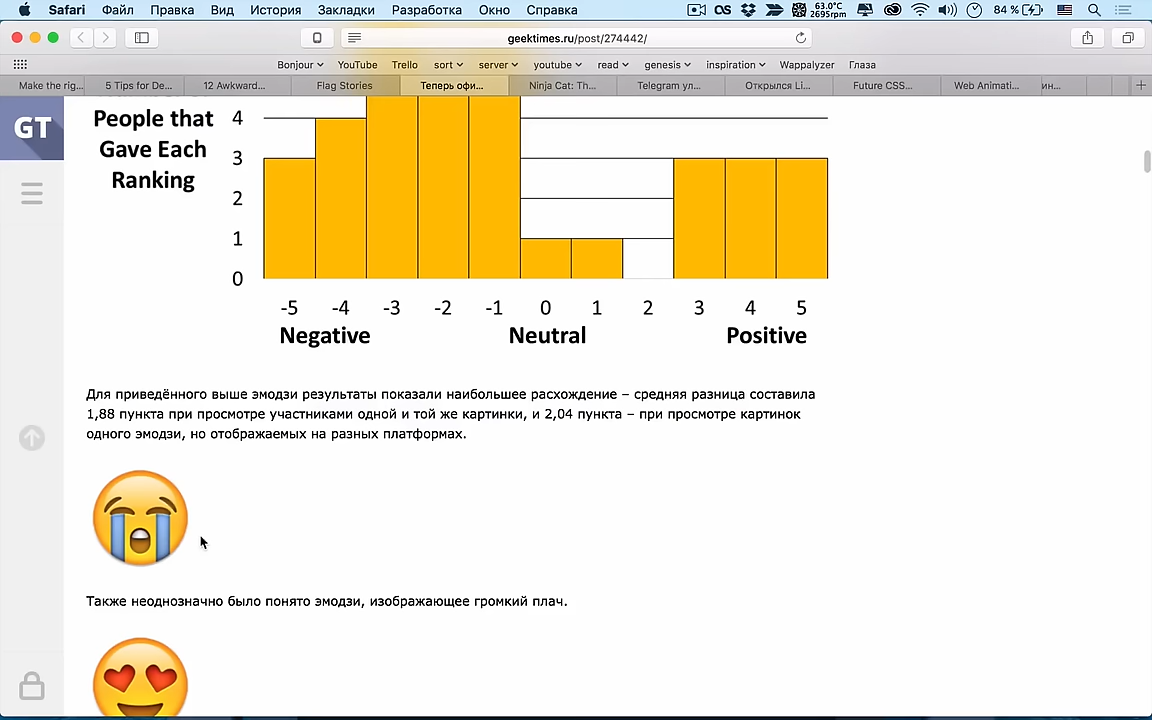 Safari Файл Правка Вид История Закладки Разработка Окно Справка 63.0°C 2695rpm 84 %
geektimes.ru/post/274442/
Bonjour YouTube Trello sort server youtube read genesis inspiration Wappalyzer Глаза
Make the rig... 5 Tips for De... 12 Awkward... Flag Stories Теперь офи... Ninja Cat: Th... Telegram ул... Открылся Li... Future CSS... Web Animati... ин...
GT
People that
Gave Each
Ranking
4
3
2
1
0
-5 -4 -3 -2 -1 0 1 2 3 4 5
Negative Neutral Positive
Для приведённого выше эмодзи результаты показали наибольшее расхождение – средняя разница составила
1,88 пункта при просмотре участниками одной и той же картинки, и 2,04 пункта – при просмотре картинок
одного эмодзи, но отображаемых на разных платформах.
Также неоднозначно было понято эмодзи, изображающее громкий плач.